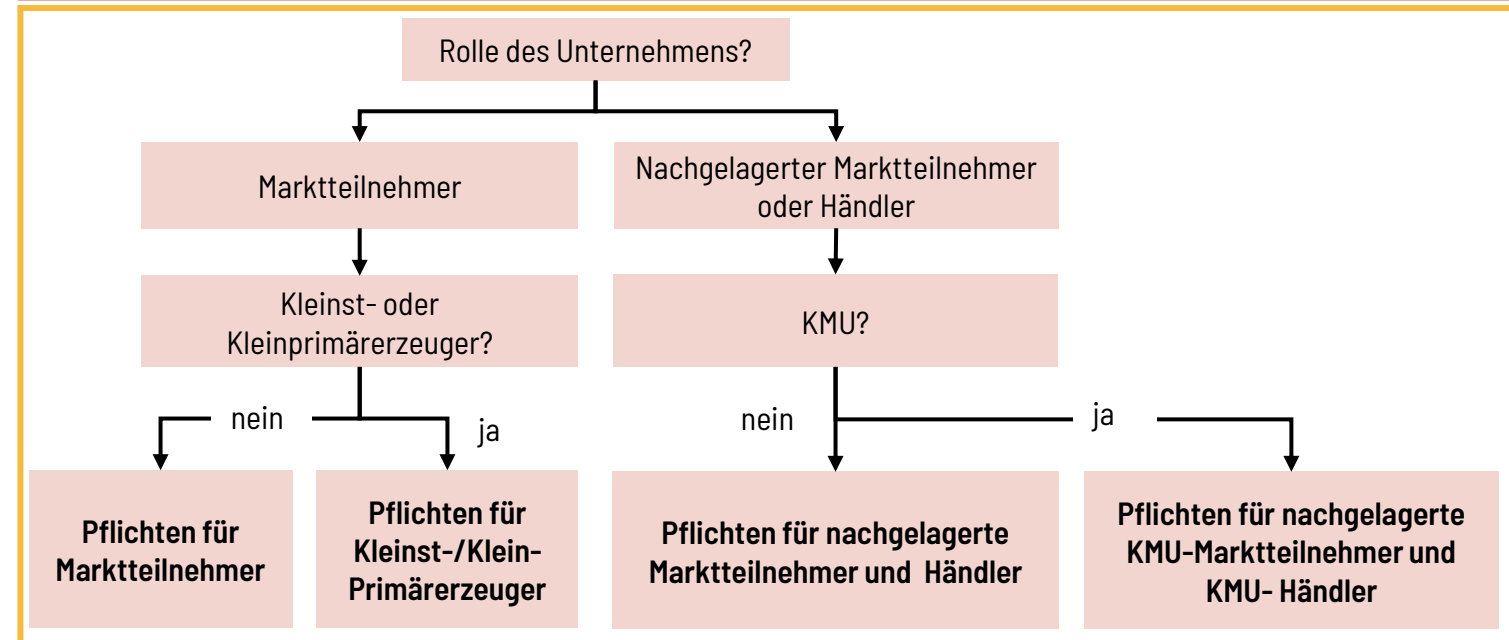 Rolle des Unternehmens?
Marktteilnehmer
Nachgelagerter Marktteilnehmer
oder Händler
Kleinst- oder
Kleinprimärerzeuger?
KMU?
nein
ja
nein
ja
Pflichten für
Marktteilnehmer
Pflichten für
Kleinst-/Klein-
Primärerzeuger
Pflichten für nachgelagerte
Marktteilnehmer und Händler
Pflichten für nachgelagerte
KMU-Marktteilnehmer und
KMU- Händler